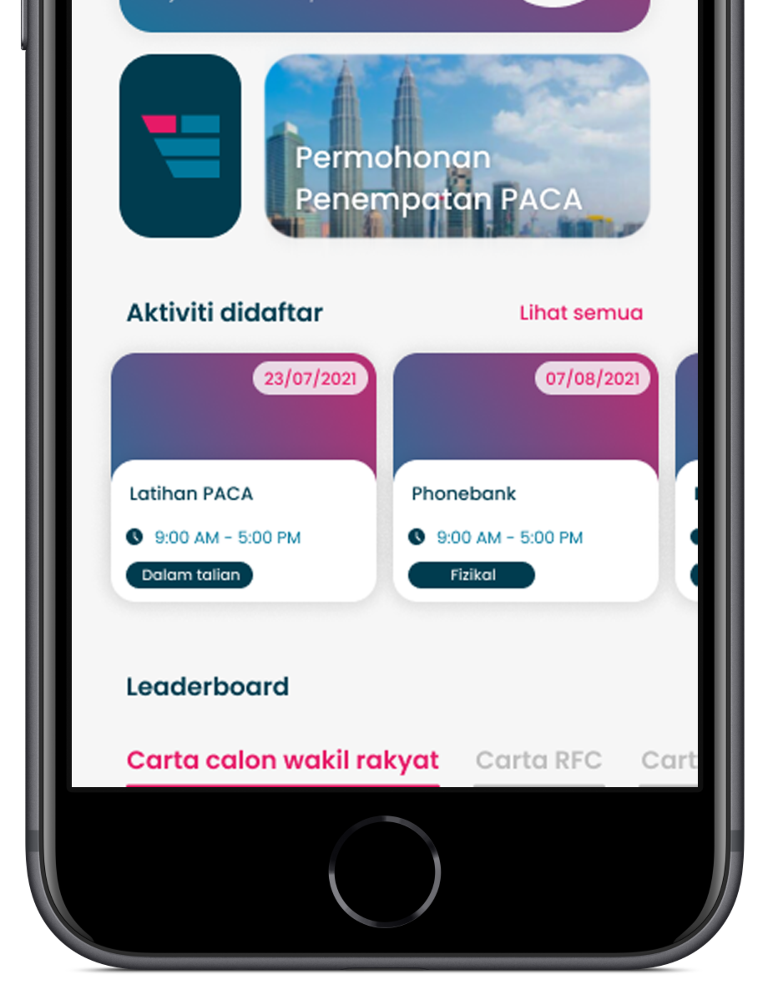 Permohonan
Penempatan PACA
Aktiviti didaftar
Lihat semua
23/07/2021
Latihan PACA
9:00 AM - 5:00 PM
Dalam talian
07/08/2021
Phonebank
9:00 AM - 5:00 PM
Fizikal
Leaderboard
Carta calon wakil rakyat
Carta RFC
Cart